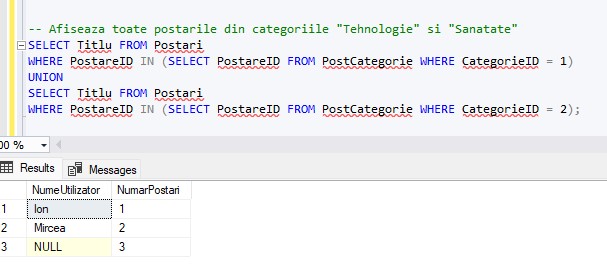 -- Afiseaza toate postarile din categoriile "Tehnologie" si "Sanatate"
SELECT Titlu FROM Postari
WHERE PostareID IN (SELECT PostareID FROM PostCategorie WHERE CategorieID = 1)
UNION
SELECT Titlu FROM Postari
WHERE PostareID IN (SELECT PostareID FROM PostCategorie WHERE CategorieID = 2);
00 %
Results Messages
NumeUtilizator NumarPostari
1 Ion 1
2 Mircea 2
3 NULL 3